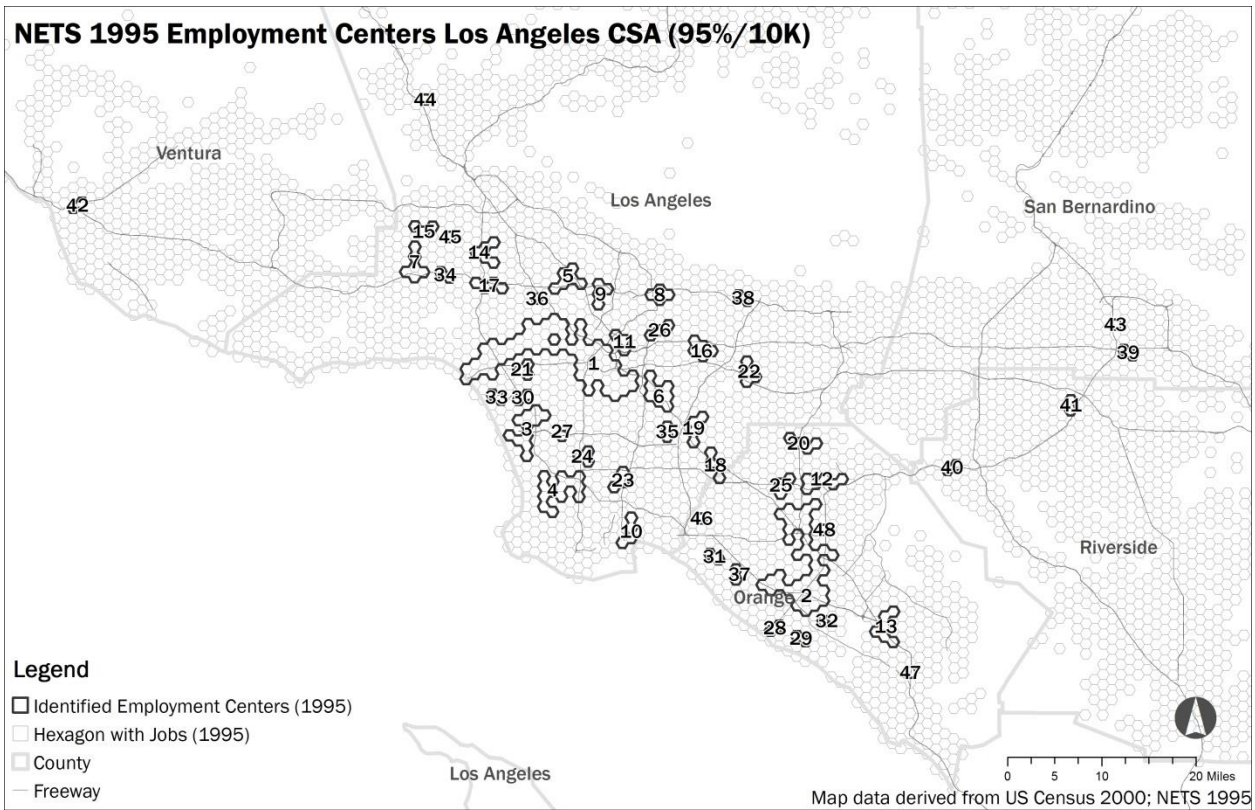 NETS 1995 Employment Centers Los Angeles CSA (95%/10K)
44
Ventura
Los Angeles
42
San Bernardino
15 45
14
7 34
5
17
36 9 8 38
43
26
11
16
39
1
21
22
33 30
6
41
3 27
35 19
20
24
18
40
4
23
25 12
10
46
48
31
Riverside
37
Orange 2
28 32 13
29
47
Legend
Identified Employment Centers (1995)
Hexagon with Jobs (1995)
County
Freeway
Los Angeles
0 5 10 20 Miles
Map data derived from US Census 2000; NETS 1995